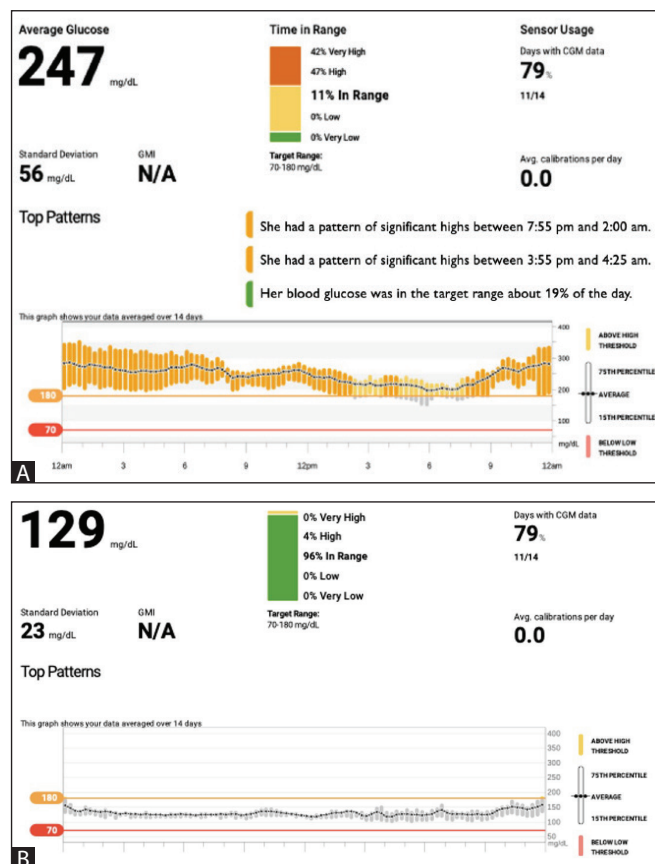 Average Glucose
247 mg/dL
Standard Deviation
56 mg/dL
GMI
N/A
Time in Range
42% Very High
47% High
11% In Range
0% Low
0% Very Low
Target Range:
70-180 mg/dL
Sensor Usage
Days with CGM data
79%
11/14
Avg. calibrations per day
0.0
Top Patterns
She had a pattern of significant highs between 7:55 pm and 2:00 am.
She had a pattern of significant highs between 3:55 pm and 4:25 am.
Her blood glucose was in the target range about 19% of the day.
This graph shows your data averaged over 14 days
400
300
200
100
mg/dL
180
70
12am 3 6 9 12pm 3 6 9 12am
ABOVE HIGH
THRESHOLD
75TH PERCENTILE
AVERAGE
15TH PERCENTILE
BELOW LOW
THRESHOLD
A
129 mg/dL
Standard Deviation
23 mg/dL
GMI
N/A
0% Very High
4% High
96% In Range
0% Low
0% Very Low
Target Range:
70-180 mg/dL
Days with CGM data
79%
11/14
Avg. calibrations per day
0.0
Top Patterns
This graph shows your data averaged over 14 days
400
350
300
250
200
150
100
50
mg/dL
180
70
ABOVE HIGH
THRESHOLD
75TH PERCENTILE
AVERAGE
15TH PERCENTILE
BELOW LOW
THRESHOLD
B